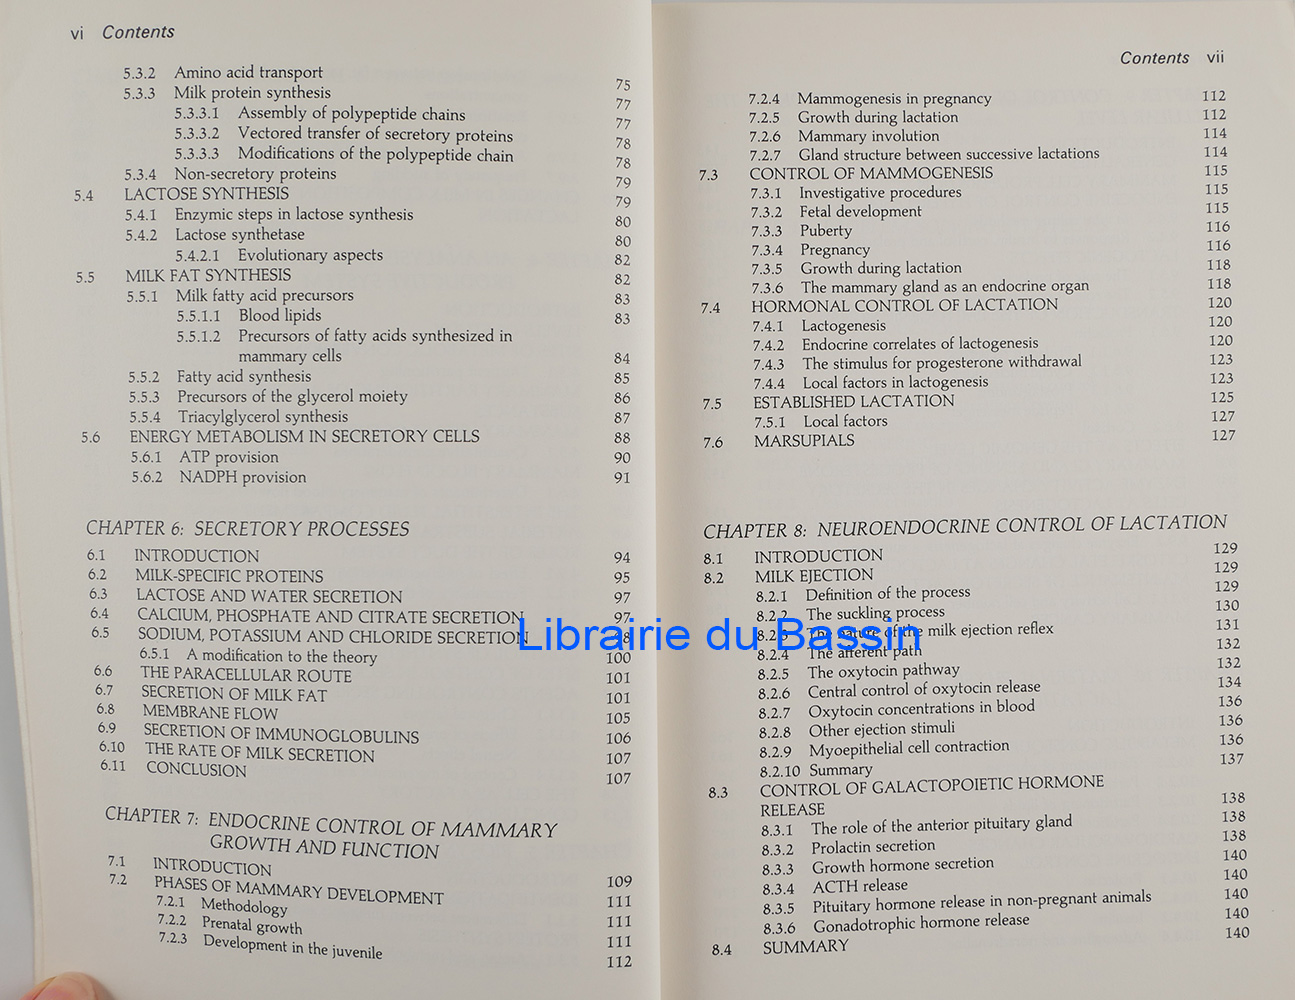 vi Contents
5.3.2 Amino acid transport 75
5.3.3 Milk protein synthesis 77
5.3.3.1 Assembly of polypeptide chains 77
5.3.3.2 Vectored transfer of secretory proteins 78
5.3.3.3 Modifications of the polypeptide chain 78
5.3.4 Non-secretory proteins 79
5.4 LACTOSE SYNTHESIS 79
5.4.1 Enzymic steps in lactose synthesis 80
5.4.2 Lactose synthetase 80
5.4.2.1 Evolutionary aspects 82
5.5 MILK FAT SYNTHESIS 82
5.5.1 Milk fatty acid precursors 83
5.5.1.1 Blood lipids 83
5.5.1.2 Precursors of fatty acids synthesized in
mammary cells 84
5.5.2 Fatty acid synthesis 85
5.5.3 Precursors of the glycerol moiety 86
5.5.4 Triacylglycerol synthesis 87
5.6 ENERGY METABOLISM IN SECRETORY CELLS 88
5.6.1 ATP provision 90
5.6.2 NADPH provision 91
CHAPTER 6: SECRETORY PROCESSES
6.1 INTRODUCTION 94
6.2 MILK-SPECIFIC PROTEINS 95
6.3 LACTOSE AND WATER SECRETION 97
6.4 CALCIUM, PHOSPHATE AND CITRATE SECRETION 97
6.5 SODIUM, POTASSIUM AND CHLORIDE SECRETION 98
6.5.1 A modification to the theory 100
6.6 THE PARACELLULAR ROUTE 101
6.7 SECRETION OF MILK FAT 101
6.8 MEMBRANE FLOW 105
6.9 SECRETION OF IMMUNOGLOBULINS 106
6.10 THE RATE OF MILK SECRETION 107
6.11 CONCLUSION 107
CHAPTER 7: ENDOCRINE CONTROL OF MAMMARY
GROWTH AND FUNCTION
7.1 INTRODUCTION 109
7.2 PHASES OF MAMMARY DEVELOPMENT 111
7.2.1 Methodology 111
7.2.2 Prenatal growth 111
7.2.3 Development in the juvenile 112
Contents vii
7.2.4 Mammogenesis in pregnancy 112
7.2.5 Growth during lactation 112
7.2.6 Mammary involution 114
7.2.7 Gland structure between successive lactations 114
7.3 CONTROL OF MAMMOGENESIS 115
7.3.1 Investigative procedures 115
7.3.2 Fetal development 115
7.3.3 Puberty 116
7.3.4 Pregnancy 116
7.3.5 Growth during lactation 118
7.3.6 The mammary gland as an endocrine organ 118
7.4 HORMONAL CONTROL OF LACTATION 120
7.4.1 Lactogenesis 120
7.4.2 Endocrine correlates of lactogenesis 120
7.4.3 The stimulus for progesterone withdrawal 123
7.4.4 Local factors in lactogenesis 123
7.5 ESTABLISHED LACTATION 125
7.5.1 Local factors 127
7.6 MARSUPIALS 127
CHAPTER 8: NEUROENDOCRINE CONTROL OF LACTATION
8.1 INTRODUCTION 129
8.2 MILK EJECTION 129
8.2.1 Definition of the process 129
8.2.2 The suckling process 130
8.2.3 The nature of the milk ejection reflex 131
8.2.4 The afferent path 132
8.2.5 The oxytocin pathway 132
8.2.6 Central control of oxytocin release 134
8.2.7 Oxytocin concentrations in blood 136
8.2.8 Other ejection stimuli 136
8.2.9 Myoepithelial cell contraction 136
8.2.10 Summary 137
8.3 CONTROL OF GALACTOPOIETIC HORMONE
RELEASE 138
8.3.1 The role of the anterior pituitary gland 138
8.3.2 Prolactin secretion 138
8.3.3 Growth hormone secretion 140
8.3.4 ACTH release 140
8.3.5 Pituitary hormone release in non-pregnant animals 140
8.3.6 Gonadotrophic hormone release 140
8.4 SUMMARY 140
Librairie du Bassin